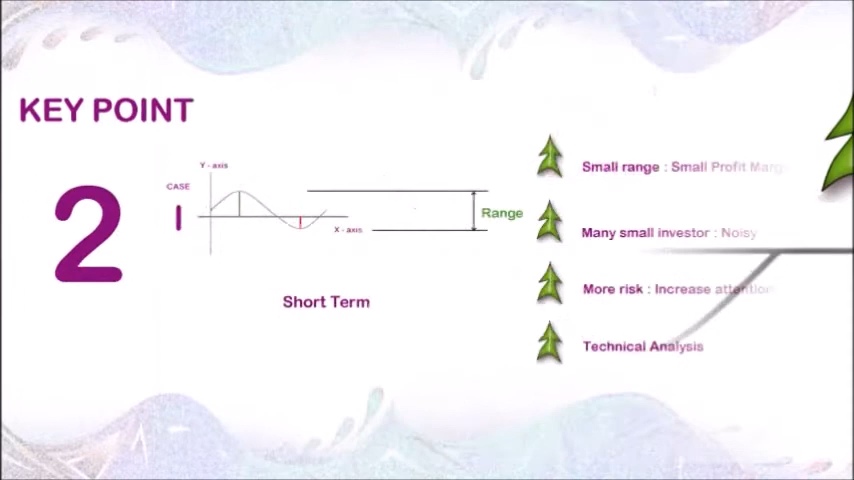 KEY POINT
2
CASE
I
Y - axis
X - axis
Range
Short Term
Small range : Small Profit
Many small investor : Noisy
More risk : Increase attention
Technical Analysis